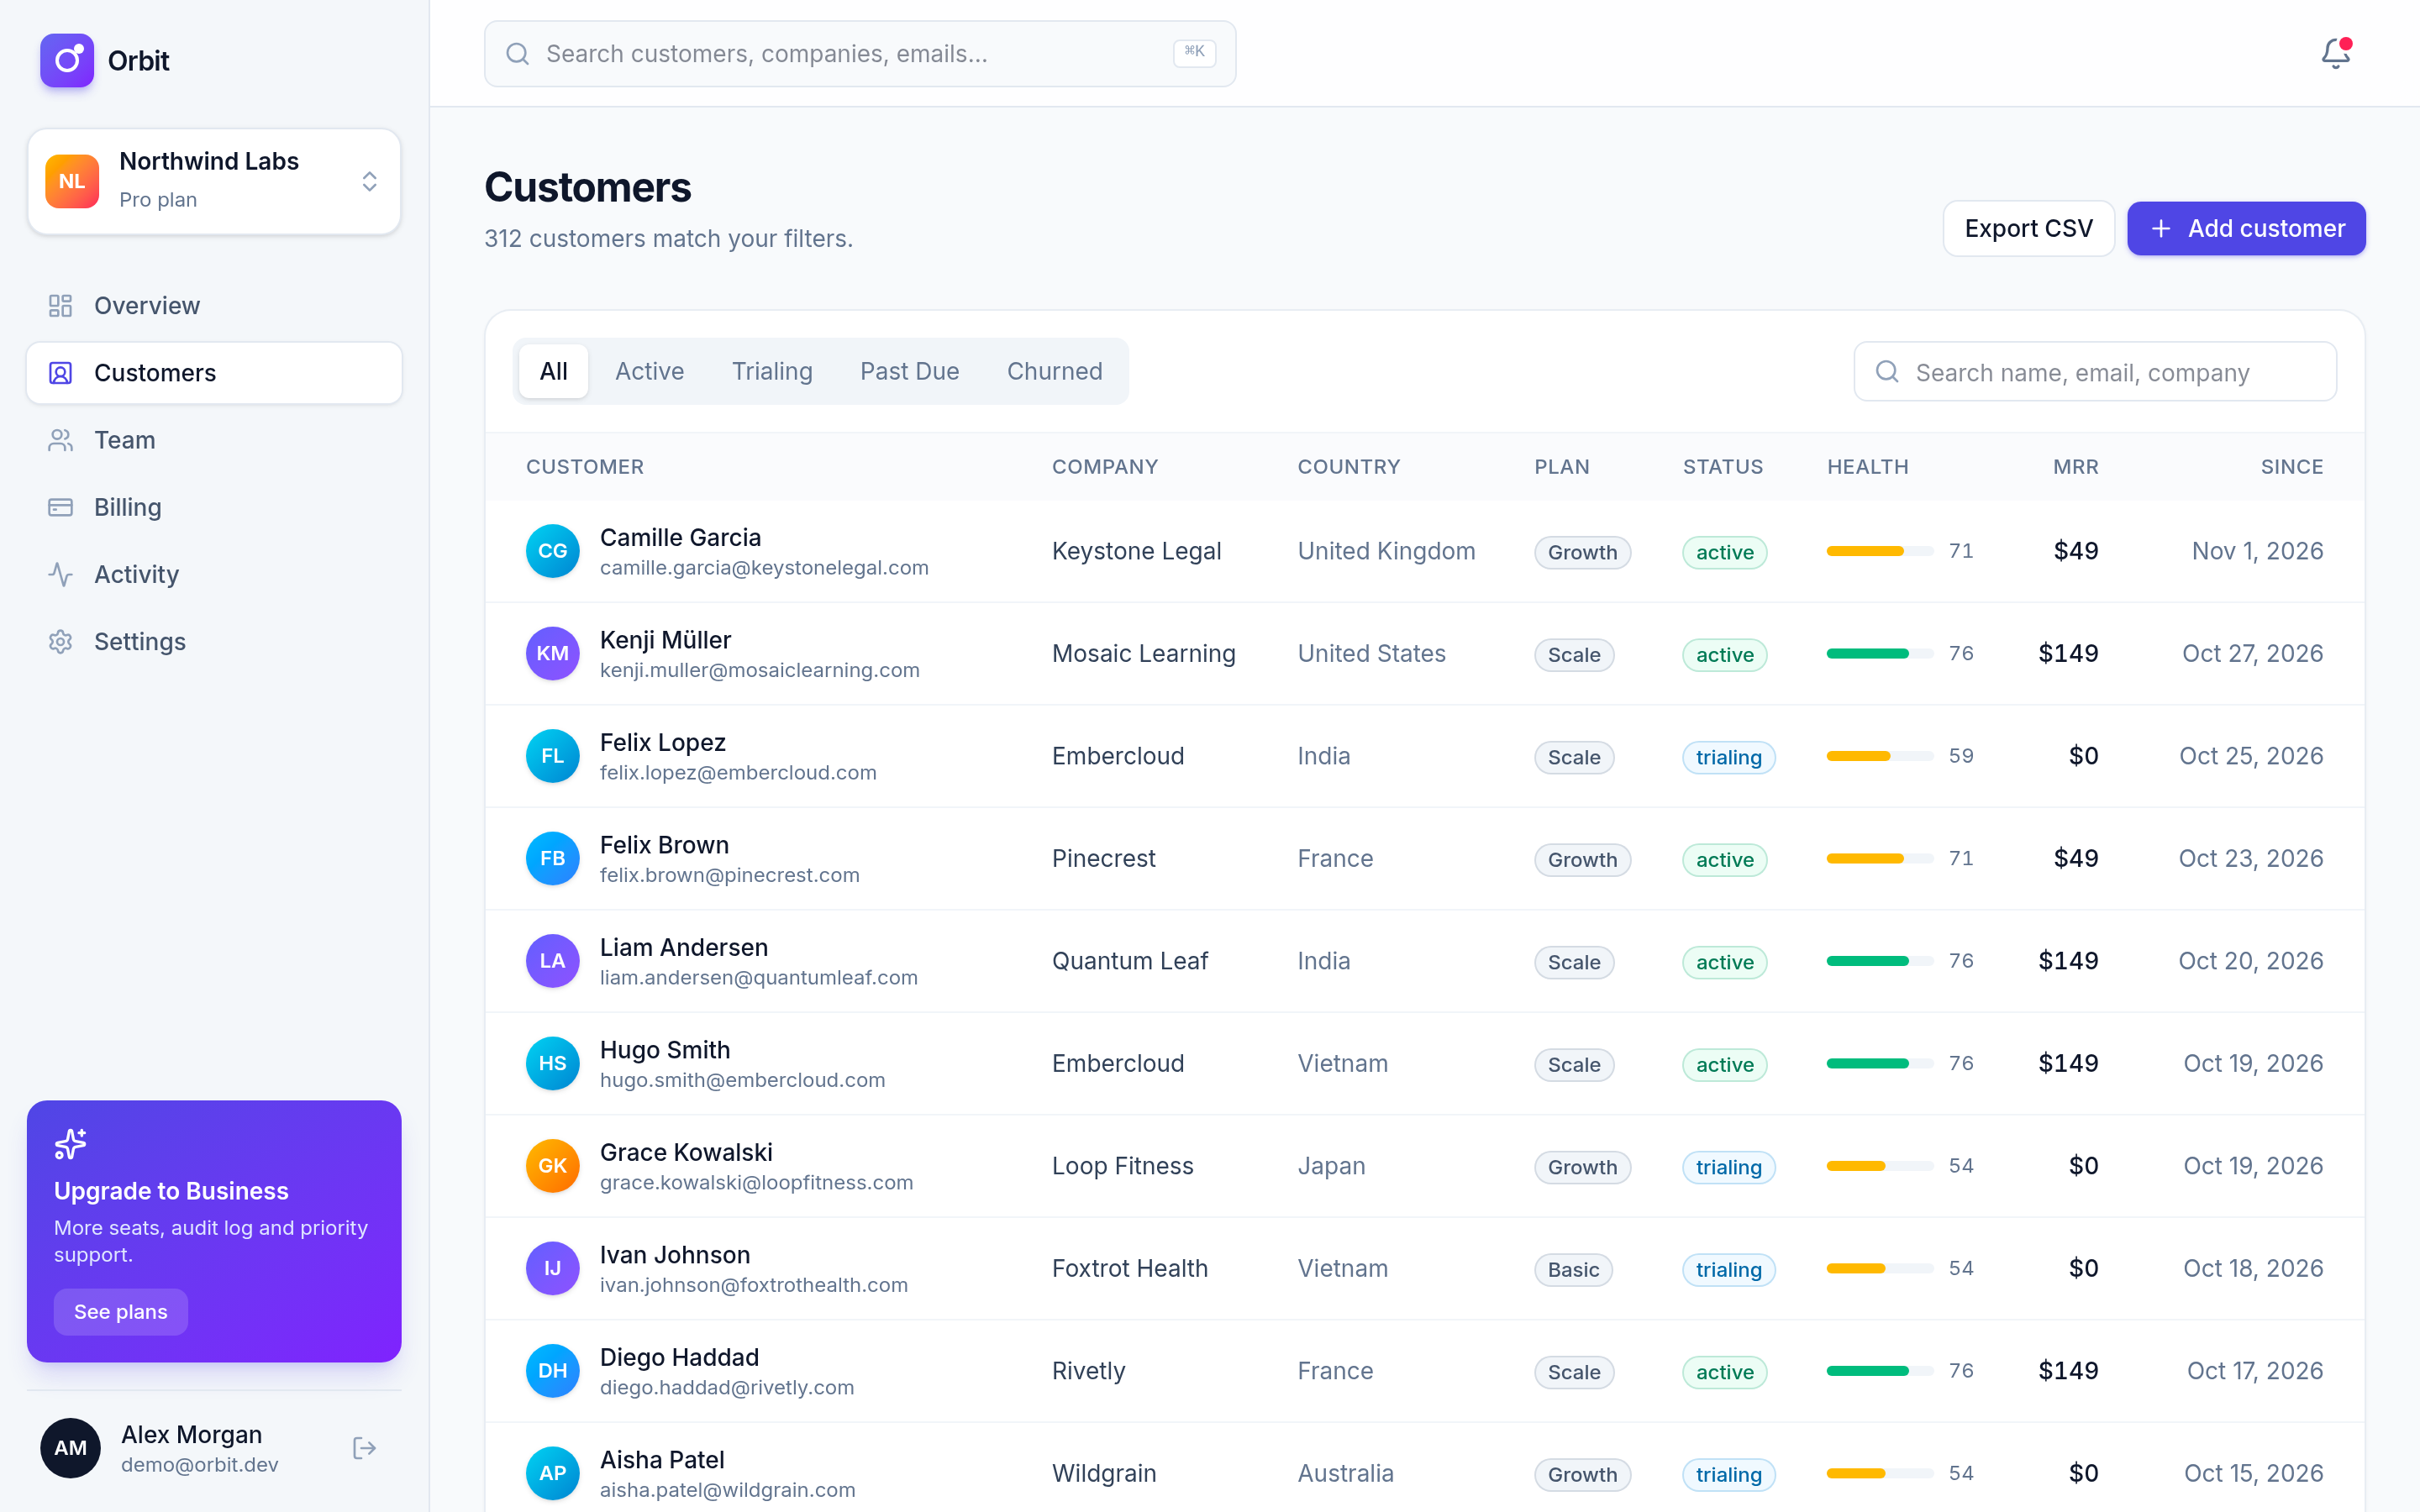 Orbit
NL
Northwind Labs
Pro plan
Overview
Customers
Team
Billing
Activity
Settings
Upgrade to Business
More seats, audit log and priority
support.
See plans
AM
Alex Morgan
demo@orbit.dev
Search customers, companies, emails...
⌘K
Customers
312 customers match your filters.
Export CSV
Add customer
All Active Trialing Past Due Churned
Search name, email, company
CUSTOMER COMPANY COUNTRY PLAN STATUS HEALTH MRR SINCE
CG Camille Garcia Keystone Legal United Kingdom Growth active 71 $49 Nov 1, 2026
camille.garcia@keystonelegal.com
KM Kenji Müller Mosaic Learning United States Scale active 76 $149 Oct 27, 2026
kenji.muller@mosaiclearning.com
FL Felix Lopez Embercloud India Scale trialing 59 $0 Oct 25, 2026
felix.lopez@embercloud.com
FB Felix Brown Pinecrest France Growth active 71 $49 Oct 23, 2026
felix.brown@pinecrest.com
LA Liam Andersen Quantum Leaf India Scale active 76 $149 Oct 20, 2026
liam.andersen@quantumleaf.com
HS Hugo Smith Embercloud Vietnam Scale active 76 $149 Oct 19, 2026
hugo.smith@embercloud.com
GK Grace Kowalski Loop Fitness Japan Growth trialing 54 $0 Oct 19, 2026
grace.kowalski@loopfitness.com
IJ Ivan Johnson Foxtrot Health Vietnam Basic trialing 54 $0 Oct 18, 2026
ivan.johnson@foxtrothealth.com
DH Diego Haddad Rivetly France Scale active 76 $149 Oct 17, 2026
diego.haddad@rivetly.com
AP Aisha Patel Wildgrain Australia Growth trialing 54 $0 Oct 15, 2026
aisha.patel@wildgrain.com